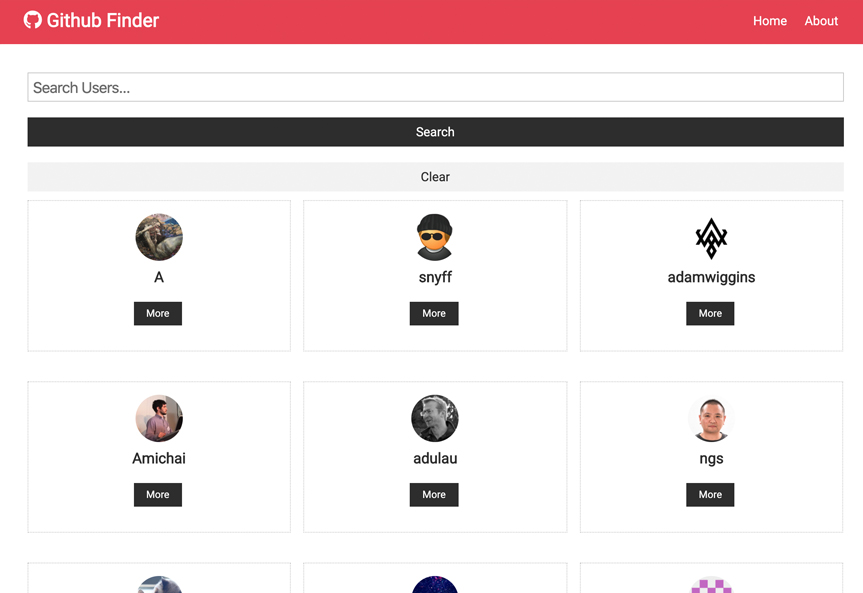 Github Finder Home About
Search Users...
Search
Clear
A snyff adamwiggins
More More More
Amichai adulau ngs
More More More